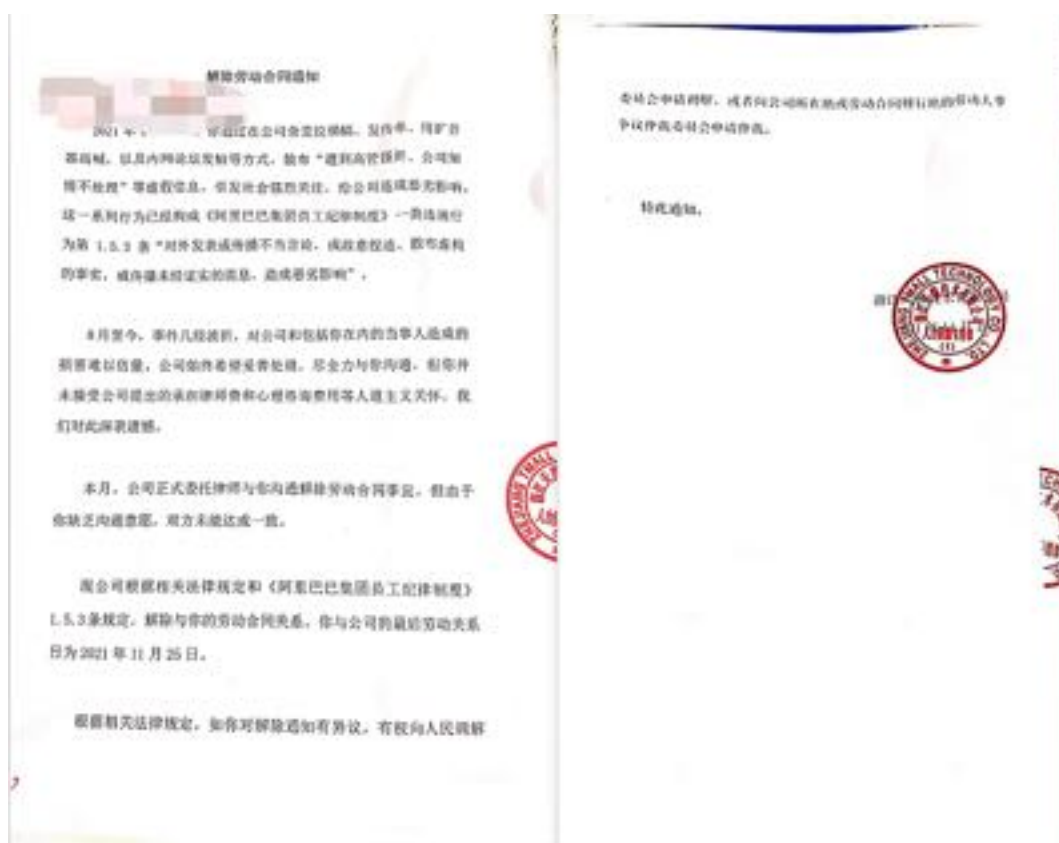 解除劳动合同通知
2021年
你通过在公司食堂拉横幅、发传单、用扩音
器高喊，以及内网论坛发帖等方式，散布“遭到高管强奸、公司知
情不处理”等虚假信息，引发社会强烈关注，给公司造成恶劣影响。
这一系列行为已经构成《阿里巴巴集团员工纪律制度》一类违规行
为第 1.5.3 条“对外发表或传播不当言论，或故意捏造、散布虚构
的事实，或传播未经证实的信息，造成恶劣影响”。
8月至今，事件几经波折，对公司和包括你在内的当事人造成的
损害难以估量，公司始终希望妥善处理，尽全力与你沟通，但你并
未接受公司提出的承担律师费和心理咨询费用等人道主义关怀，我
们对此深表遗憾。
本月，公司正式委托律师与你沟通解除劳动合同事宜，但由于
你缺乏沟通意愿，双方未能达成一致。
现公司根据相关法律规定和《阿里巴巴集团员工纪律制度》
1.5.3条规定，解除与你的劳动合同关系，你与公司的最后劳动关系
日为2021年11月25日。
根据相关法律规定，如你对解除通知有异议，有权向人民调解
委员会申请调解，或者向公司所在地或劳动合同履行地的劳动人事
争议仲裁委员会申请仲裁。
特此通知。
ZHEJIANG TMALL TECHNOLOGY CO., LTD.